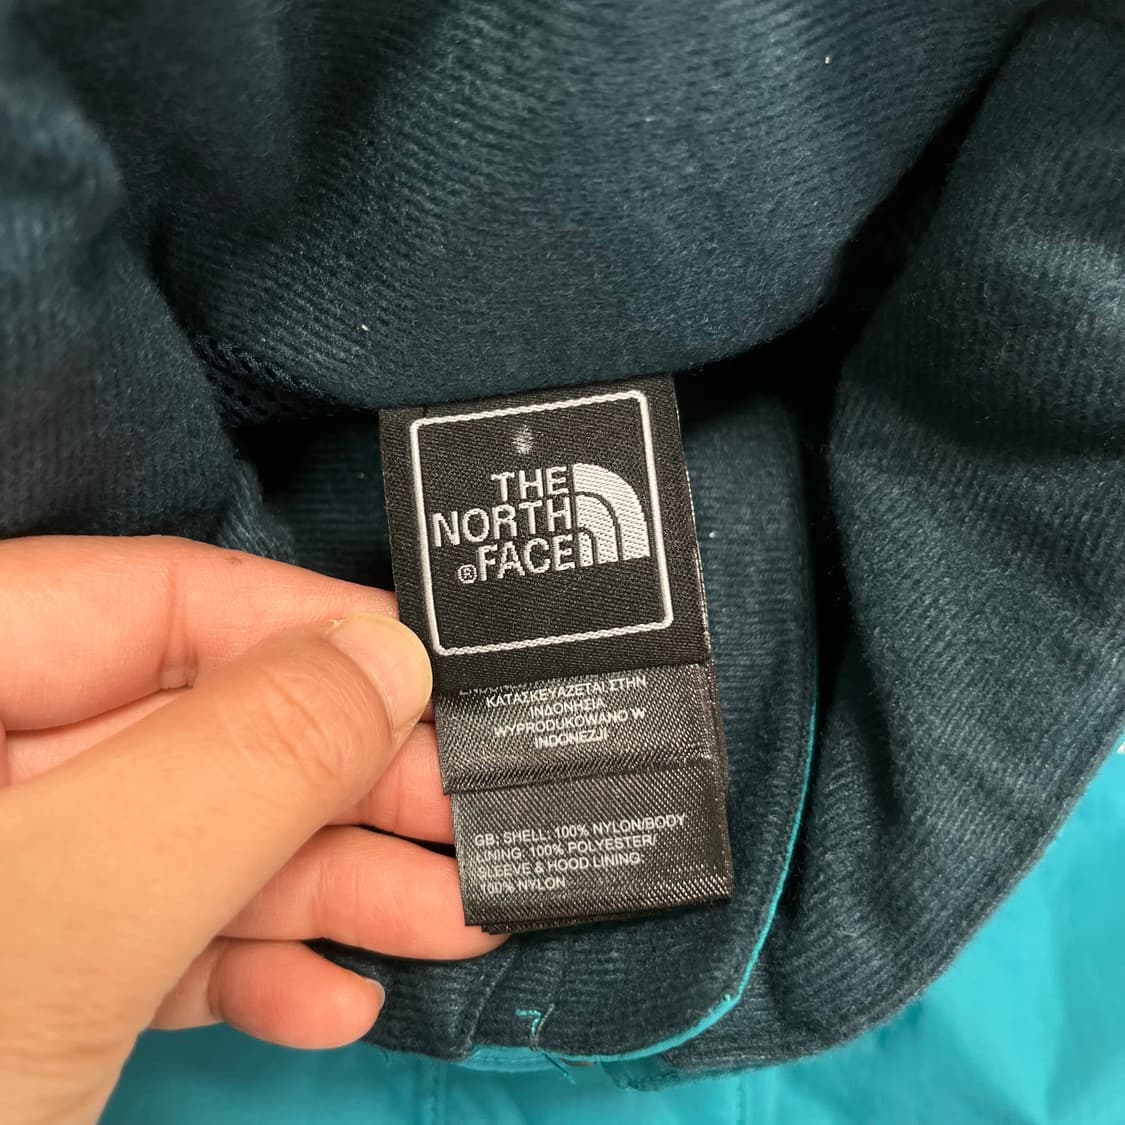 THE
NORTH
®FACE
ΚΑΤΑΣΚΕΥΑΖΕΤΑΙ ΣΤΗΝ
ΙΝΔΟΝΗΣΙΑ
WYPRODUKOWANO W
INDONEZJI
GB: SHELL: 100% NYLON/BODY
LINING: 100% POLYESTER/
SLEEVE & HOOD LINING:
100% NYLON